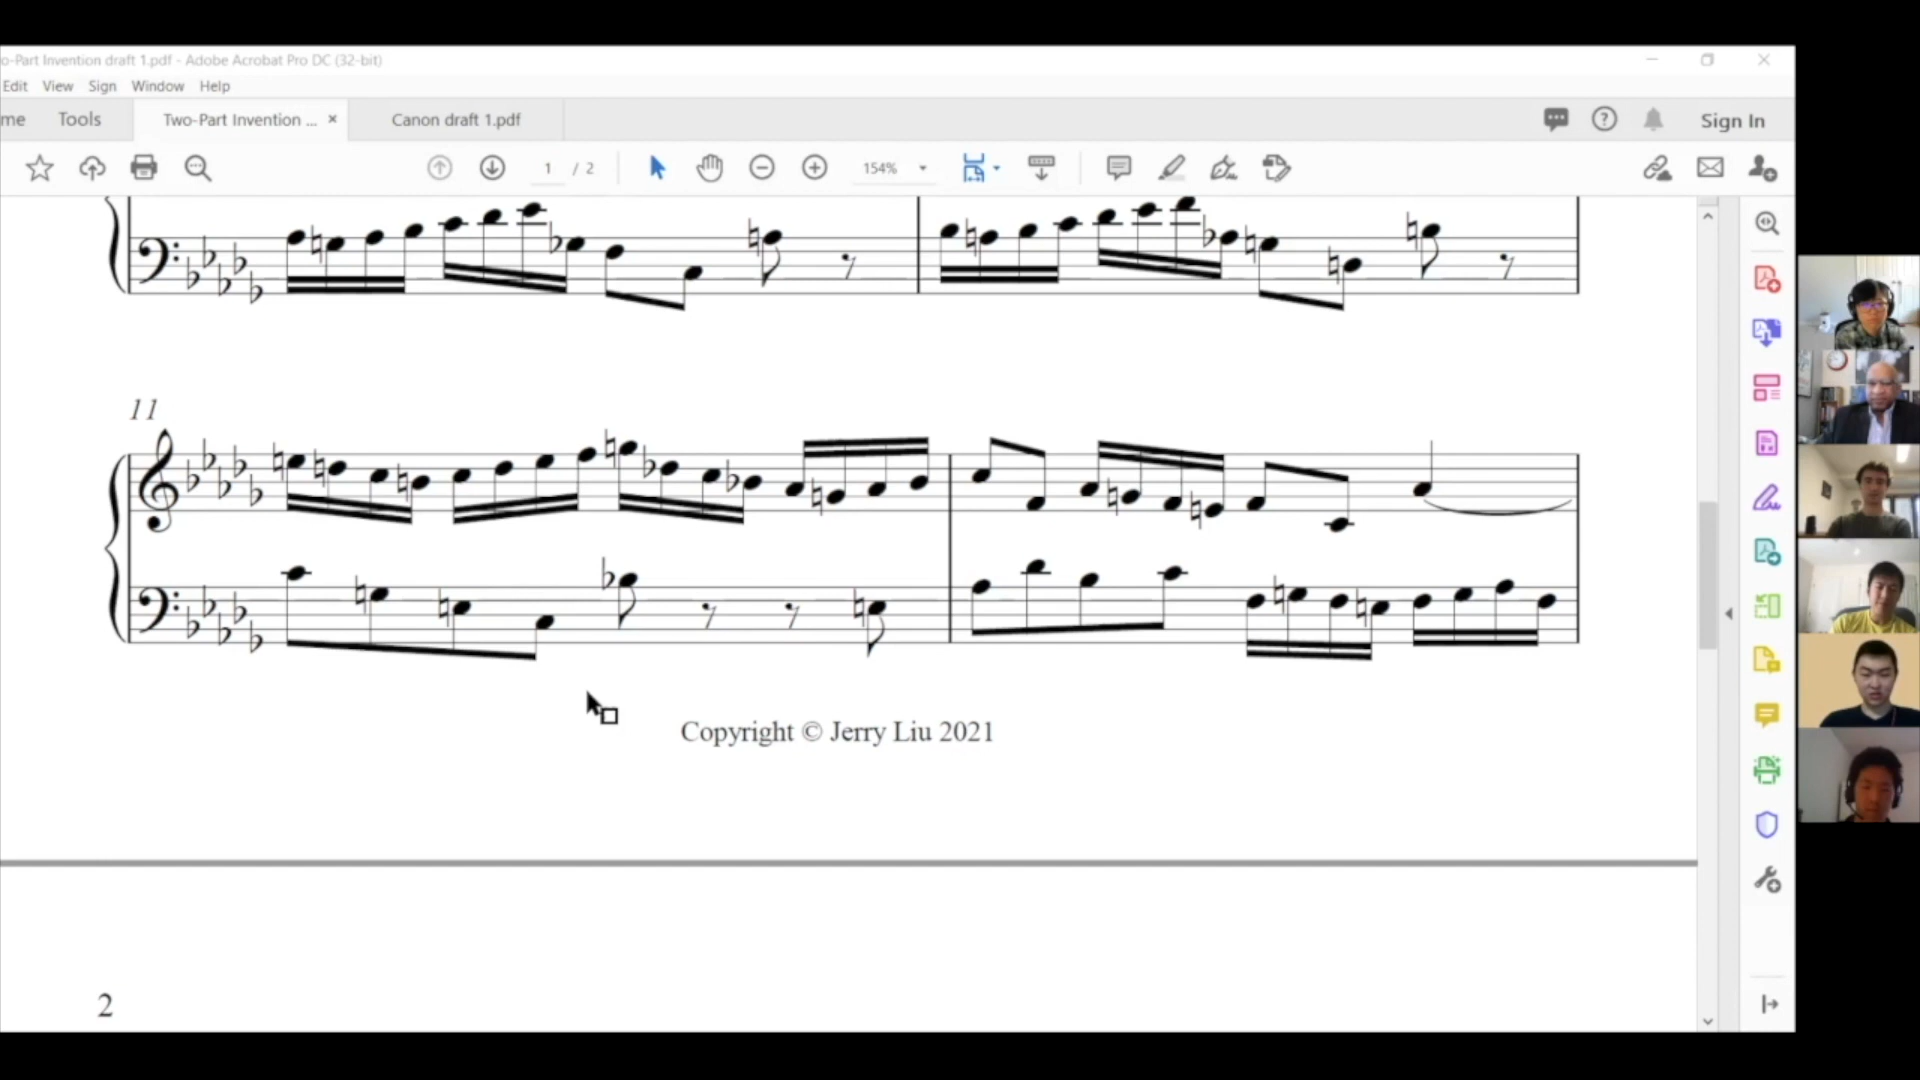 o-Part Invention draft 1.pdf - Adobe Acrobat Pro DC (32-bit)
Edit View Sign Window Help
me Tools Two-Part Invention ... × Canon draft 1.pdf Sign In
1 / 2 154%
11
Copyright © Jerry Liu 2021
2